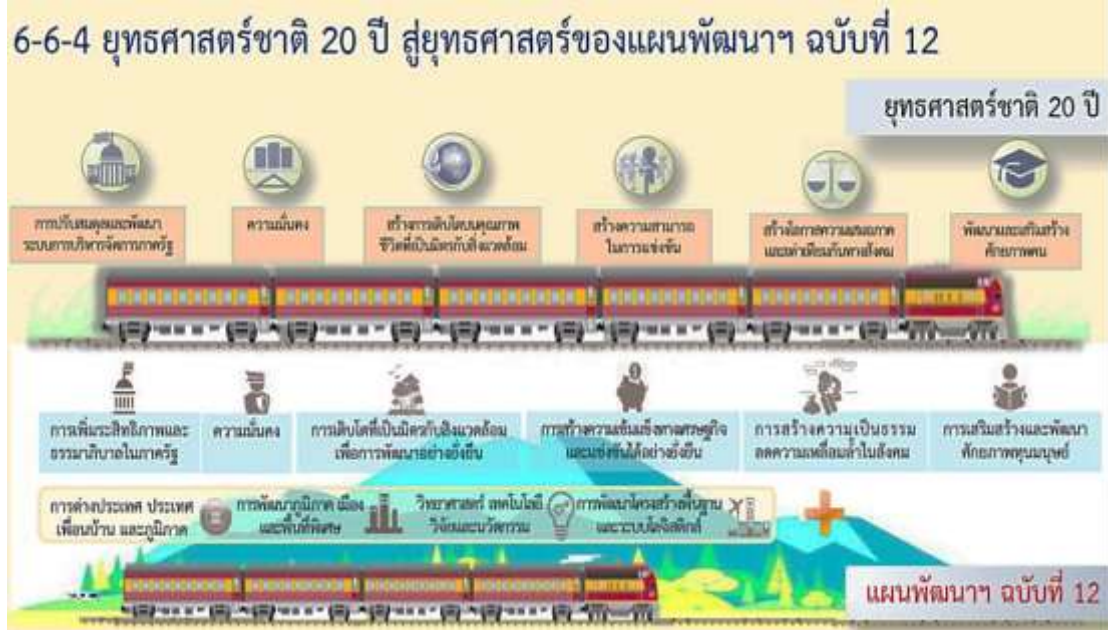 6-6-4 ยุทธศาสตร์ชาติ 20 ปี สู่ยุทธศาสตร์ของแผนพัฒนาฯ ฉบับที่ 12
ยุทธศาสตร์ชาติ 20 ปี
การปรับสมดุลและพัฒนา
ระบบการบริหารจัดการภาครัฐ
ความมั่นคง
สร้างการเติบโตบนคุณภาพ
ชีวิตที่เป็นมิตรกับสิ่งแวดล้อม
สร้างความสามารถ
ในการแข่งขัน
สร้างโอกาสความเสมอภาค
และเท่าเทียมกันทางสังคม
พัฒนาและเสริมสร้าง
ศักยภาพคน
การเพิ่มระสิทธิภาพและ
ธรรมาภิบาลในภาครัฐ
ความมั่นคง
การเติบโตที่เป็นมิตรกับสิ่งแวดล้อม
เพื่อการพัฒนาอย่างยั่งยืน
การสร้างความเข้มแข็งทางเศรษฐกิจ
และแข่งขันได้อย่างยั่งยืน
การสร้างความเป็นธรรม
ลดความเหลื่อมล้ำในสังคม
การเสริมสร้างและพัฒนา
ศักยภาพทุนมนุษย์
การต่างประเทศ ประเทศ
เพื่อนบ้าน และภูมิภาค
การพัฒนาภูมิภาค เมือง
และพื้นที่พิเศษ
วิทยาศาสตร์ เทคโนโลยี
วิจัยและนวัตกรรม
การพัฒนาโครงสร้างพื้นฐาน
และระบบโลจิสติกส์
แผนพัฒนาฯ ฉบับที่ 12